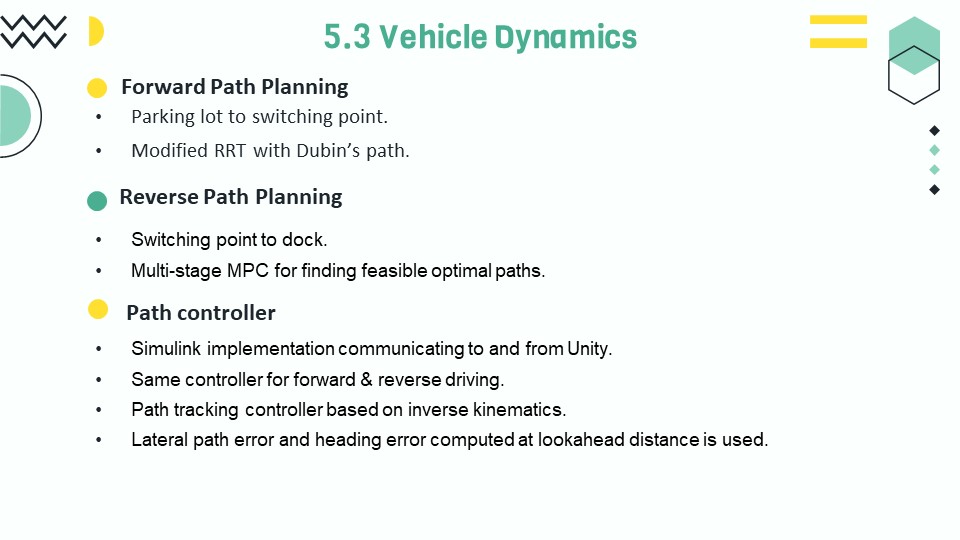 5.3 Vehicle Dynamics
Forward Path Planning
• Parking lot to switching point.
• Modified RRT with Dubin’s path.
Reverse Path Planning
• Switching point to dock.
• Multi-stage MPC for finding feasible optimal paths.
Path controller
• Simulink implementation communicating to and from Unity.
• Same controller for forward & reverse driving.
• Path tracking controller based on inverse kinematics.
• Lateral path error and heading error computed at lookahead distance is used.